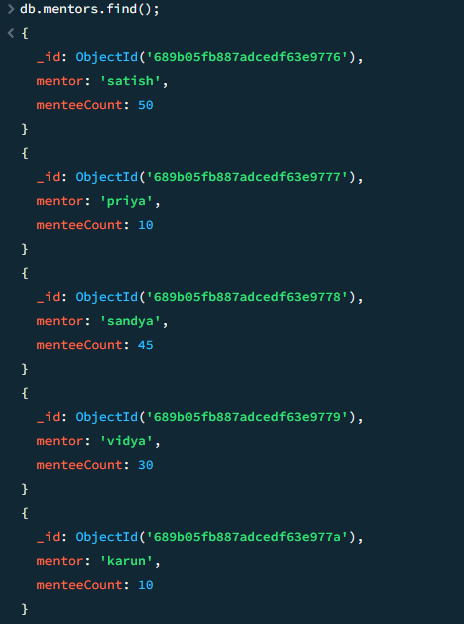 > db.mentors.find();
< {
_id: ObjectId('689b05fb887adcedf63e9776'),
mentor: 'satish',
menteeCount: 50
}
{
_id: ObjectId('689b05fb887adcedf63e9777'),
mentor: 'priya',
menteeCount: 10
}
{
_id: ObjectId('689b05fb887adcedf63e9778'),
mentor: 'sandya',
menteeCount: 45
}
{
_id: ObjectId('689b05fb887adcedf63e9779'),
mentor: 'vidya',
menteeCount: 30
}
{
_id: ObjectId('689b05fb887adcedf63e977a'),
mentor: 'karun',
menteeCount: 10
}